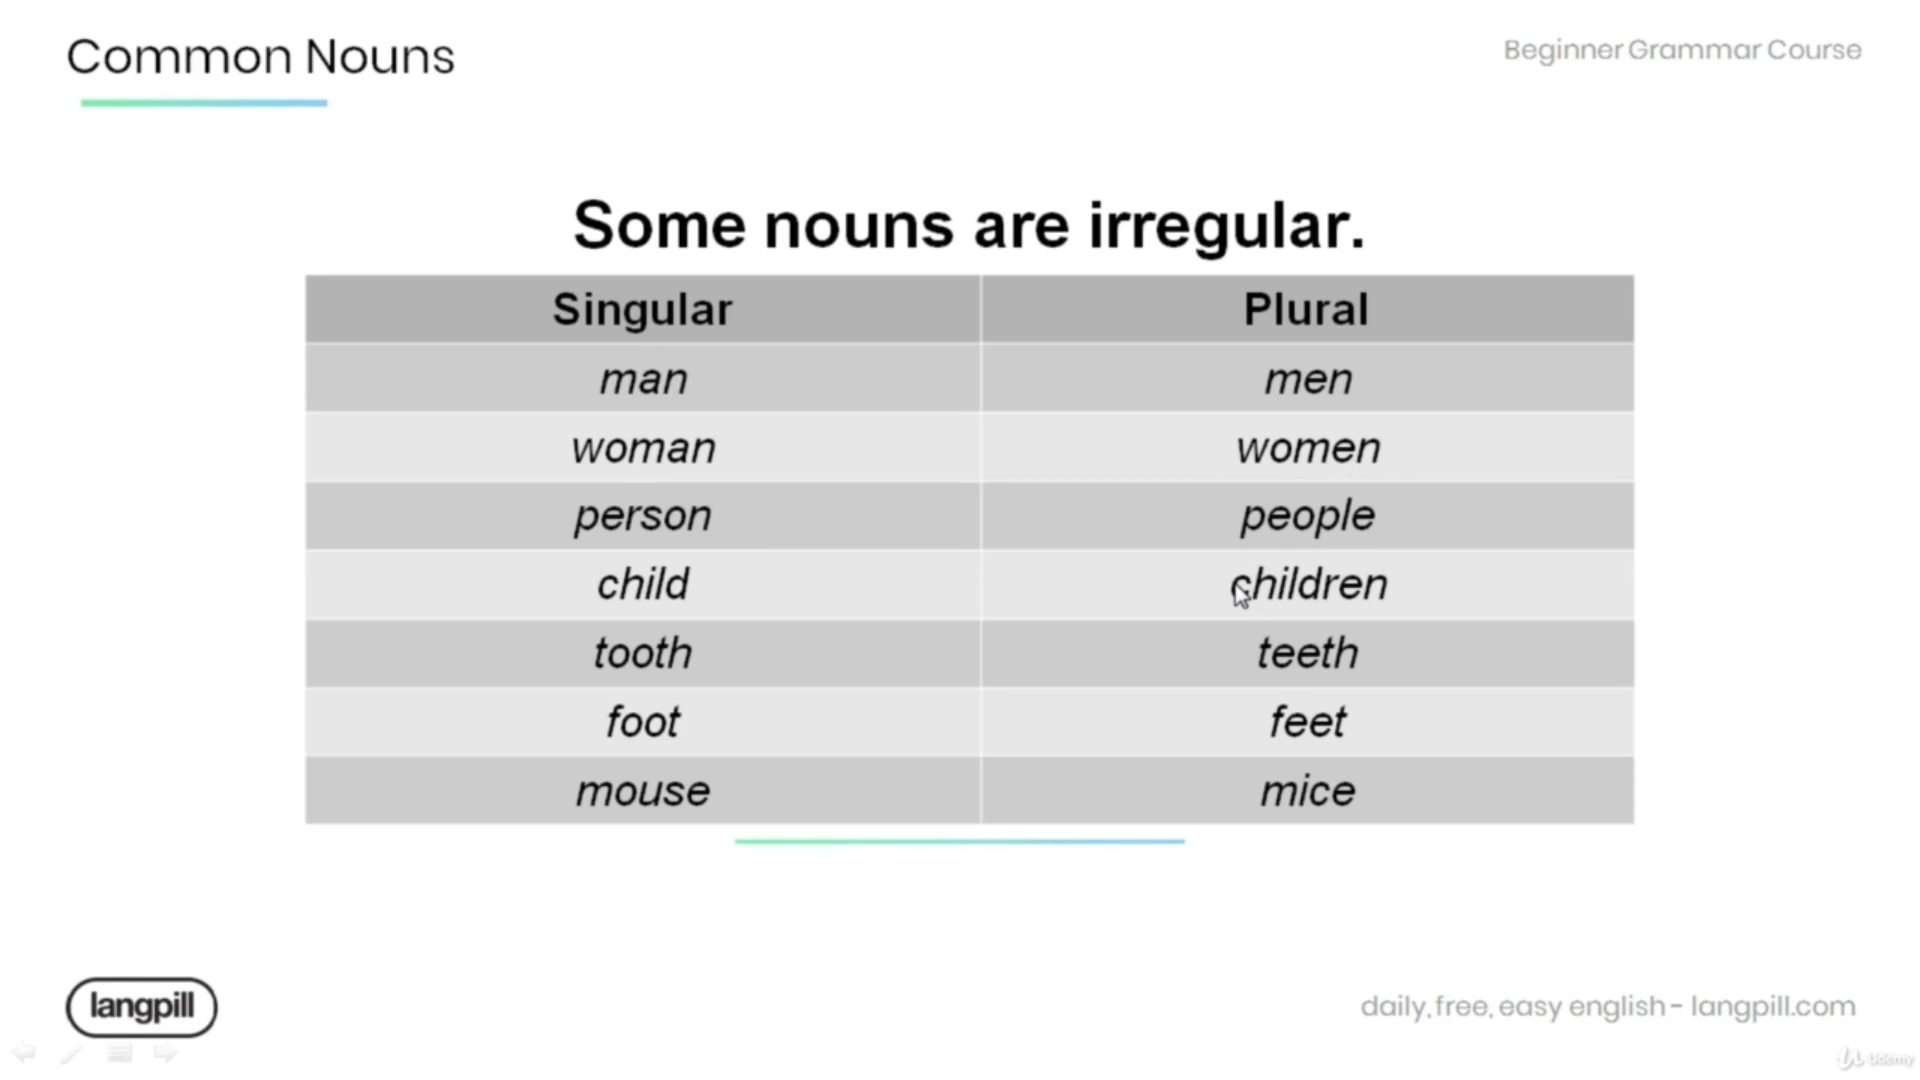 Common Nouns
Beginner Grammar Course
Some nouns are irregular.
Singular Plural
man men
woman women
person people
child children
tooth teeth
foot feet
mouse mice
langpill
daily, free, easy english - langpill.com
Udemy